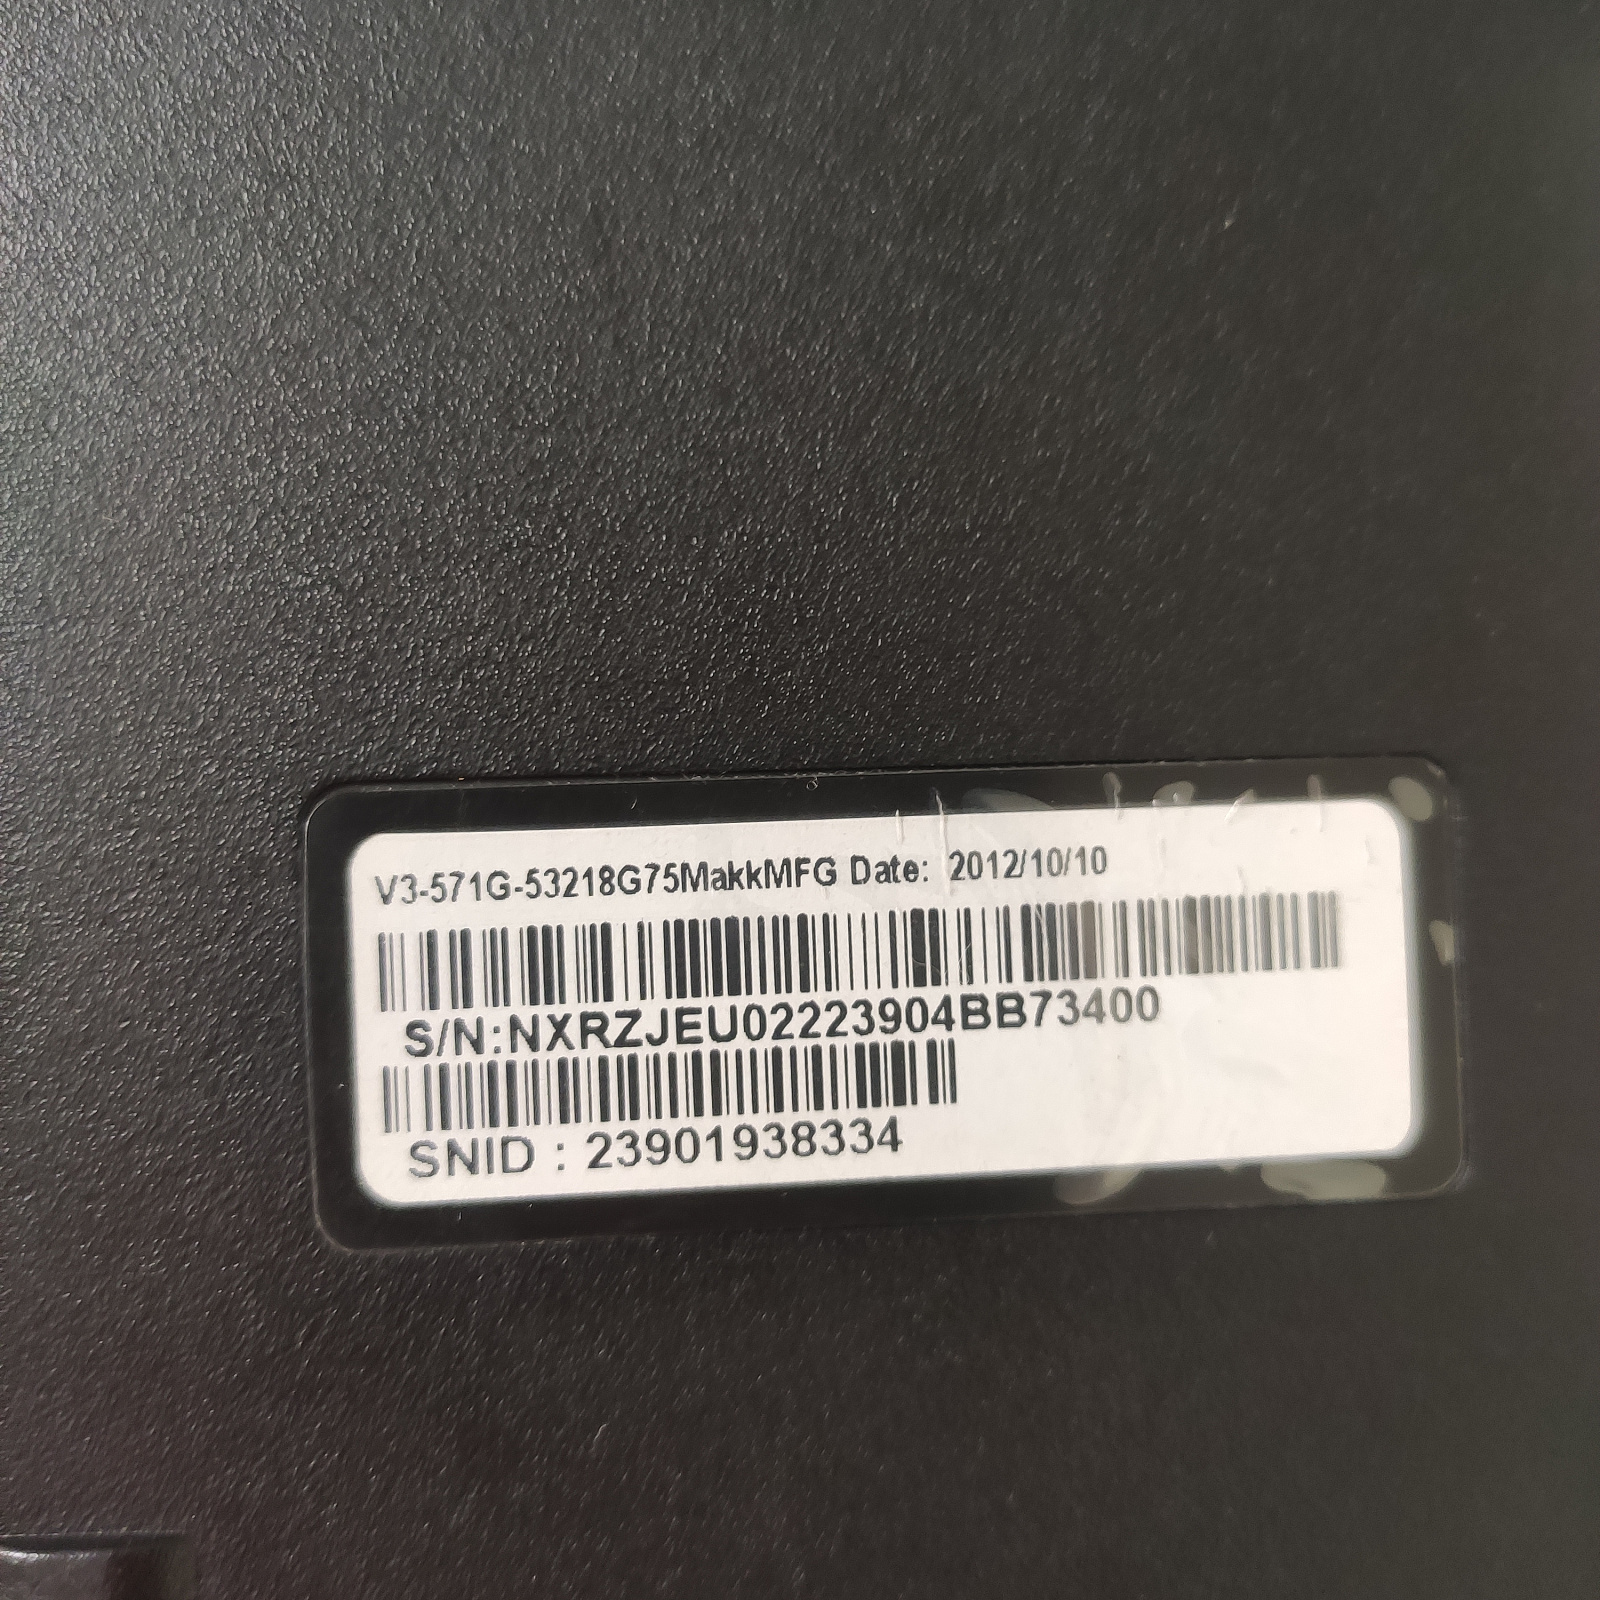 V3-571G-53218G75MakkMFG Date: 2012/10/10
S/N:NXRZJEU02223904BB73400
SNID : 23901938334